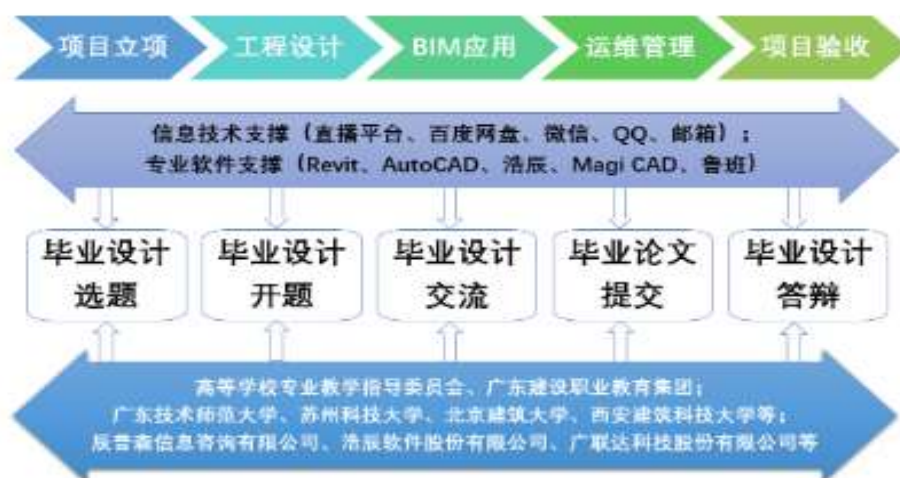 项目立项
工程设计
BIM应用
运维管理
项目验收
信息技术支撑（直播平台、百度网盘、微信、QQ、邮箱）；
专业软件支撑（Revit、AutoCAD、浩辰、Magi CAD、鲁班）
毕业设计
选题
毕业设计
开题
毕业设计
交流
毕业论文
提交
毕业设计
答辩
高等学校专业教学指导委员会、广东建设职业教育集团；
广东技术师范大学、苏州科技大学、北京建筑大学、西安建筑科技大学等；
辰普森信息咨询有限公司、浩辰软件股份有限公司、广联达科技股份有限公司等